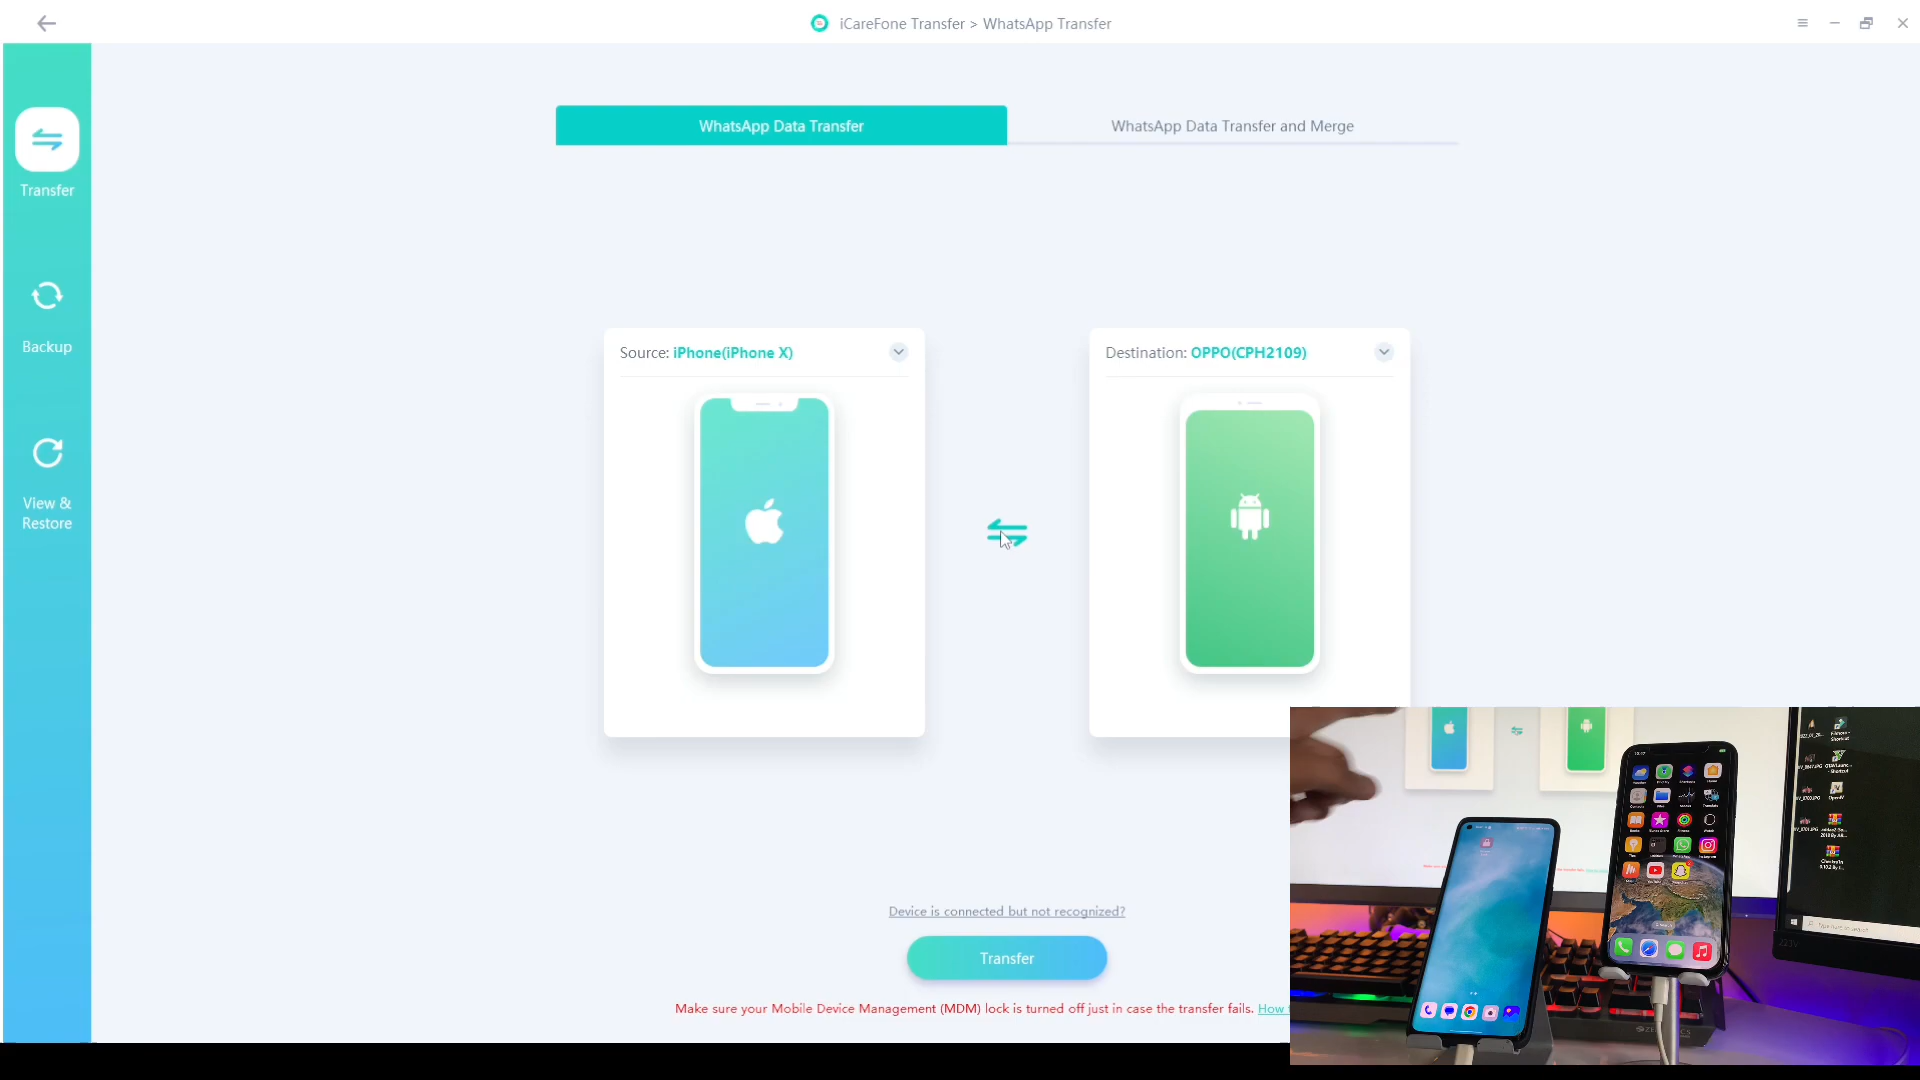 iCareFone Transfer > WhatsApp Transfer
WhatsApp Data Transfer
WhatsApp Data Transfer and Merge
Transfer
Backup
View &
Restore
Source: iPhone(iPhone X)
Destination: OPPO(CPH2109)
Device is connected but not recognized?
Transfer
Make sure your Mobile Device Management (MDM) lock is turned off just in case the transfer fails. How